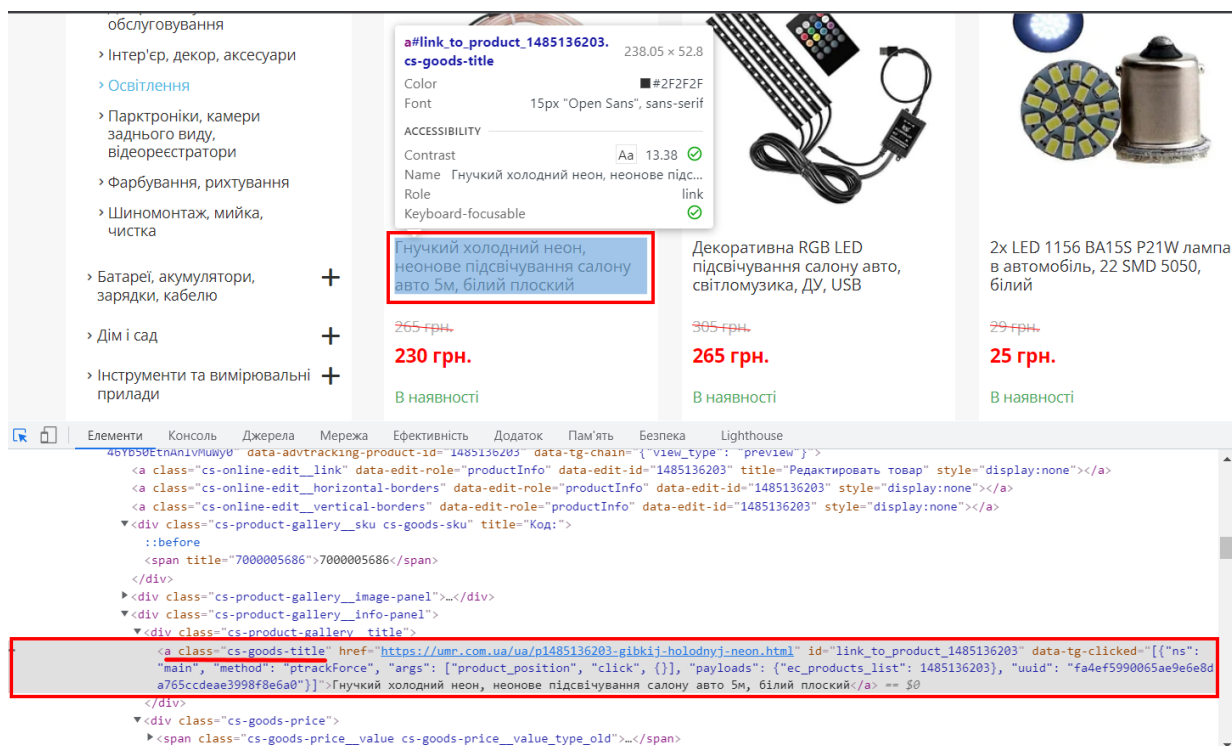 обслуговування
› Інтер'єр, декор, аксесуари
› Освітлення
› Парктроніки, камери
заднього виду,
відеореєстратори
› Фарбування, рихтування
› Шиномонтаж, мийка,
чистка
› Батареї, акумулятори,
зарядки, кабелю
› Дім і сад
› Інструменти та вимірювальні
прилади
a#link_to_product_1485136203.
cs-goods-title
238.05 × 52.8
Color #2F2F2F
Font 15px "Open Sans", sans-serif
ACCESSIBILITY
Contrast Aa 13.38
Name Гнучкий холодний неон, неонове підс...
Role link
Keyboard-focusable
Гнучкий холодний неон,
неонове підсвічування салону
авто 5м, білий плоский
265 грн.
230 грн.
В наявності
Декоративна RGB LED
підсвічування салону авто,
світломузика, ДУ, USB
305 грн.
265 грн.
В наявності
2x LED 1156 BA15S P21W лампа
в автомобіль, 22 SMD 5050,
білий
29 грн.
25 грн.
В наявності
Елементи Консоль Джерела Мережа Ефективність Додаток Пам'ять Безпека Lighthouse
data-advtracking-product-id="1485136203" data-tg-chain="{"view_type": "preview"}">
<a class="cs-online-edit__link" data-edit-role="productInfo" data-edit-id="1485136203" title="Редактировать товар" style="display:none"></a>
<a class="cs-online-edit__horizontal-borders" data-edit-role="productInfo" data-edit-id="1485136203" style="display:none"></a>
<a class="cs-online-edit__vertical-borders" data-edit-role="productInfo" data-edit-id="1485136203" style="display:none"></a>
▼<div class="cs-product-gallery__sku cs-goods-sku" title="Код:">
::before
<span title="7000005686">7000005686</span>
</div>
▶<div class="cs-product-gallery__image-panel">…</div>
▼<div class="cs-product-gallery__info-panel">
▼<div class="cs-product-gallery__title">
<a class="cs-goods-title" href="https://umr.com.ua/ua/p1485136203-gibkij-holodnyj-neon.html" id="link_to_product_1485136203" data-tg-clicked="[{"ns":
"main", "method": "ptrackForce", "args": ["product_position", "click", {}], "payloads": {"ec_products_list": 1485136203}, "uuid": "fa4ef5990065ae9e6e8d
a765ccdeae3998f8e6a0"}]">Гнучкий холодний неон, неонове підсвічування салону авто 5м, білий плоский</a> == $0
</div>
▼<div class="cs-goods-price">
▶<span class="cs-goods-price__value cs-goods-price__value_type_old">…</span>